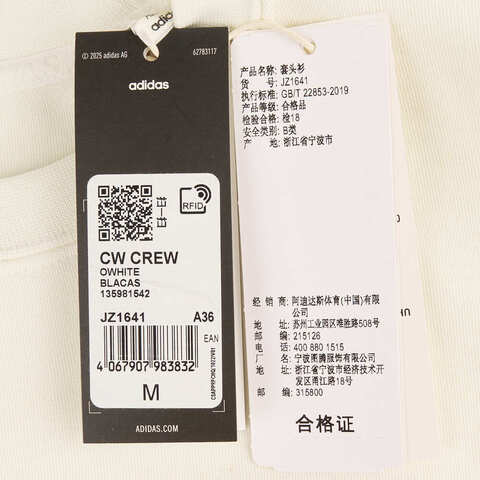 © 2025 adidas AG
62783117
adidas
RFID
CW CREW
OWHITE
BLACAS
135981542
JZ1641 A36
EAN
4 067907 983832
M
ADIDAS.COM
产品名称: 套头衫
货 号: JZ1641
执行标准: GB/T 22853-2019
产品等级: 合格品
检验合格: 检18
安全类别: B类
产 地: 浙江省宁波市
经 销 商: 阿迪达斯体育(中国)有限
公司
地址: 苏州工业园区唯胜路508号
邮编: 215126
电话: 400 880 1515
厂 名: 宁波图腾服饰有限公司
地址: 浙江省宁波市经济技术开
发区甬江路18号
邮编: 315800
合格证